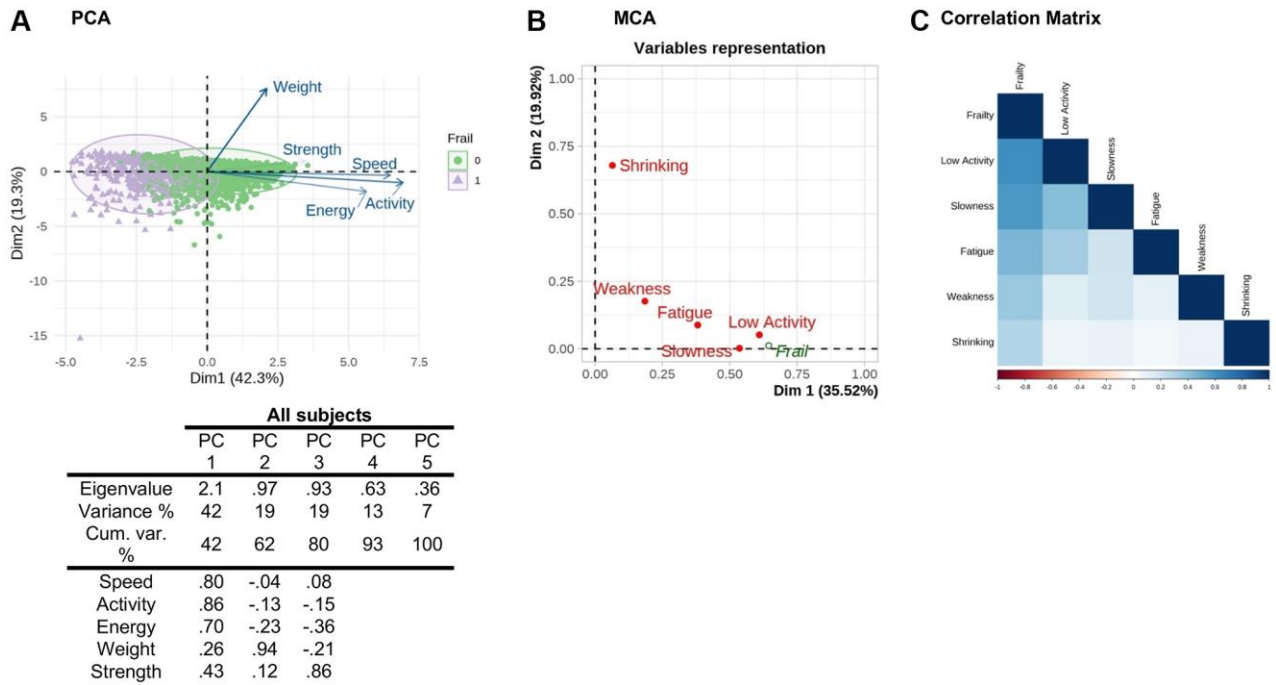 A PCA
Weight
Strength
Speed
Energy
Activity
Dim2 (19.3%)
5
0
-5
-10
-15
-5.0
-2.5
0.0
2.5
5.0
7.5
Dim1 (42.3%)
Frail
0
1
All subjects
PC PC PC PC PC
1 2 3 4 5
Eigenvalue 2.1 .97 .93 .63 .36
Variance % 42 19 19 13 7
Cum. var.
% 42 62 80 93 100
Speed .80 -.04 .08
Activity .86 -.13 -.15
Energy .70 -.23 -.36
Weight .26 .94 -.21
Strength .43 .12 .86
B MCA
Variables representation
Dim 2 (19.92%)
1.00
0.75
0.50
0.25
0.00
Shrinking
Weakness
Fatigue
Low Activity
Slowness
Frail
0.00 0.25 0.50 0.75 1.00
Dim 1 (35.52%)
C Correlation Matrix
Frailty
Low Activity
Slowness
Fatigue
Weakness
Shrinking
Frailty
Low Activity
Slowness
Fatigue
Weakness
Shrinking
-1 -0.8 -0.6 -0.4 -0.2 0 0.2 0.4 0.6 0.8 1